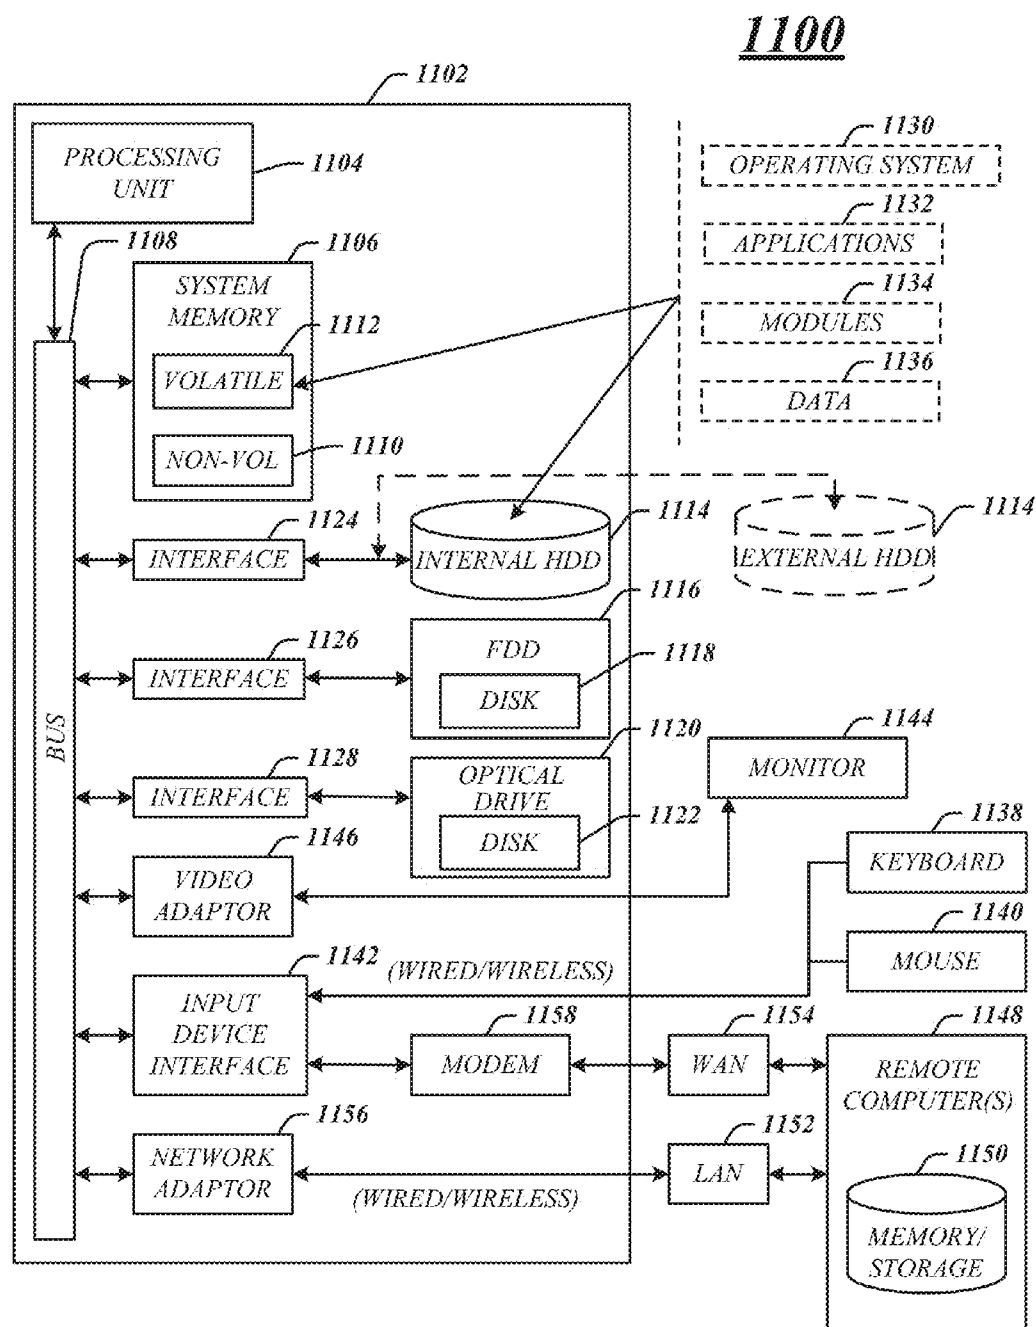 1100
1102
PROCESSING
UNIT
1104
1108
1106
SYSTEM
MEMORY
1112
VOLATILE
1110
NON-VOL
1130
OPERATING SYSTEM
1132
APPLICATIONS
1134
MODULES
1136
DATA
BUS
1124
INTERFACE
1114
INTERNAL HDD
1114
EXTERNAL HDD
1126
INTERFACE
1116
FDD
1118
DISK
1128
INTERFACE
1120
OPTICAL
DRIVE
1122
DISK
1144
MONITOR
1146
VIDEO
ADAPTOR
1138
KEYBOARD
1140
MOUSE
1142
INPUT
DEVICE
INTERFACE
(WIRED/WIRELESS)
1158
MODEM
1154
WAN
1148
REMOTE
COMPUTER(S)
1156
NETWORK
ADAPTOR
(WIRED/WIRELESS)
1152
LAN
1150
MEMORY/
STORAGE